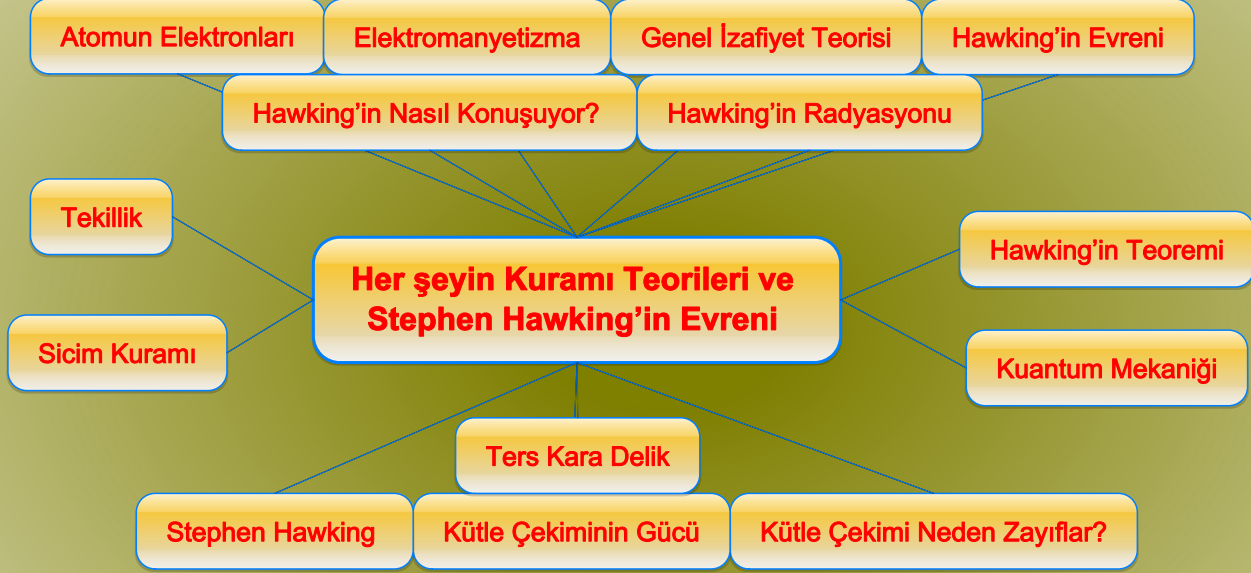 Atomun Elektronları
Elektromanyetizma
Genel İzafiyet Teorisi
Hawking’in Evreni
Hawking’in Nasıl Konuşuyor?
Hawking’in Radyasyonu
Tekillik
Hawking’in Teoremi
Her şeyin Kuramı Teorileri ve
Stephen Hawking’in Evreni
Sicim Kuramı
Kuantum Mekaniği
Ters Kara Delik
Stephen Hawking
Kütle Çekiminin Gücü
Kütle Çekimi Neden Zayıflar?